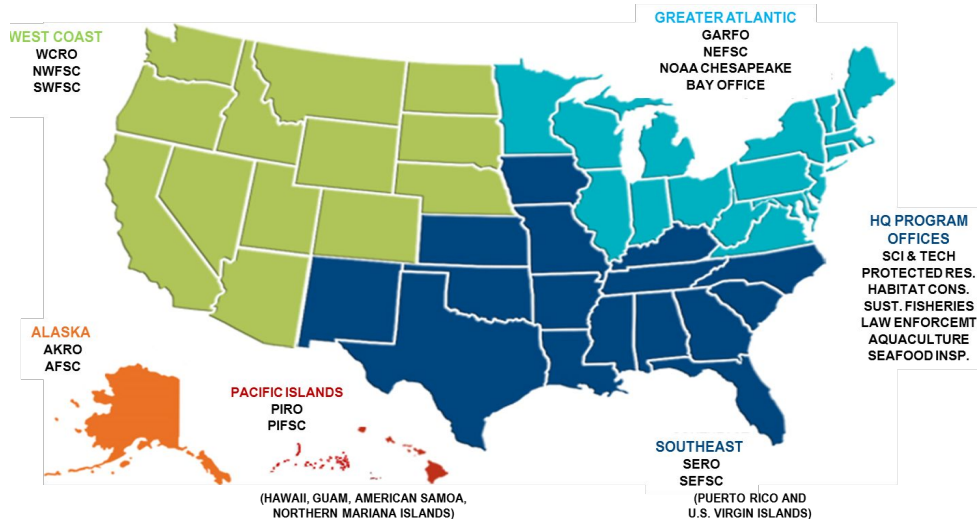 WEST COAST
WCRO
NWFSC
SWFSC
GREATER ATLANTIC
GARFO
NEFSC
NOAA CHESAPEAKE
BAY OFFICE
HQ PROGRAM
OFFICES
SCI & TECH
PROTECTED RES.
HABITAT CONS.
SUST. FISHERIES
LAW ENFORCEMT
AQUACULTURE
SEAFOOD INSP.
ALASKA
AKRO
AFSC
PACIFIC ISLANDS
PIRO
PIFSC
(HAWAII, GUAM, AMERICAN SAMOA,
NORTHERN MARIANA ISLANDS)
SOUTHEAST
SERO
SEFSC
(PUERTO RICO AND
U.S. VIRGIN ISLANDS)